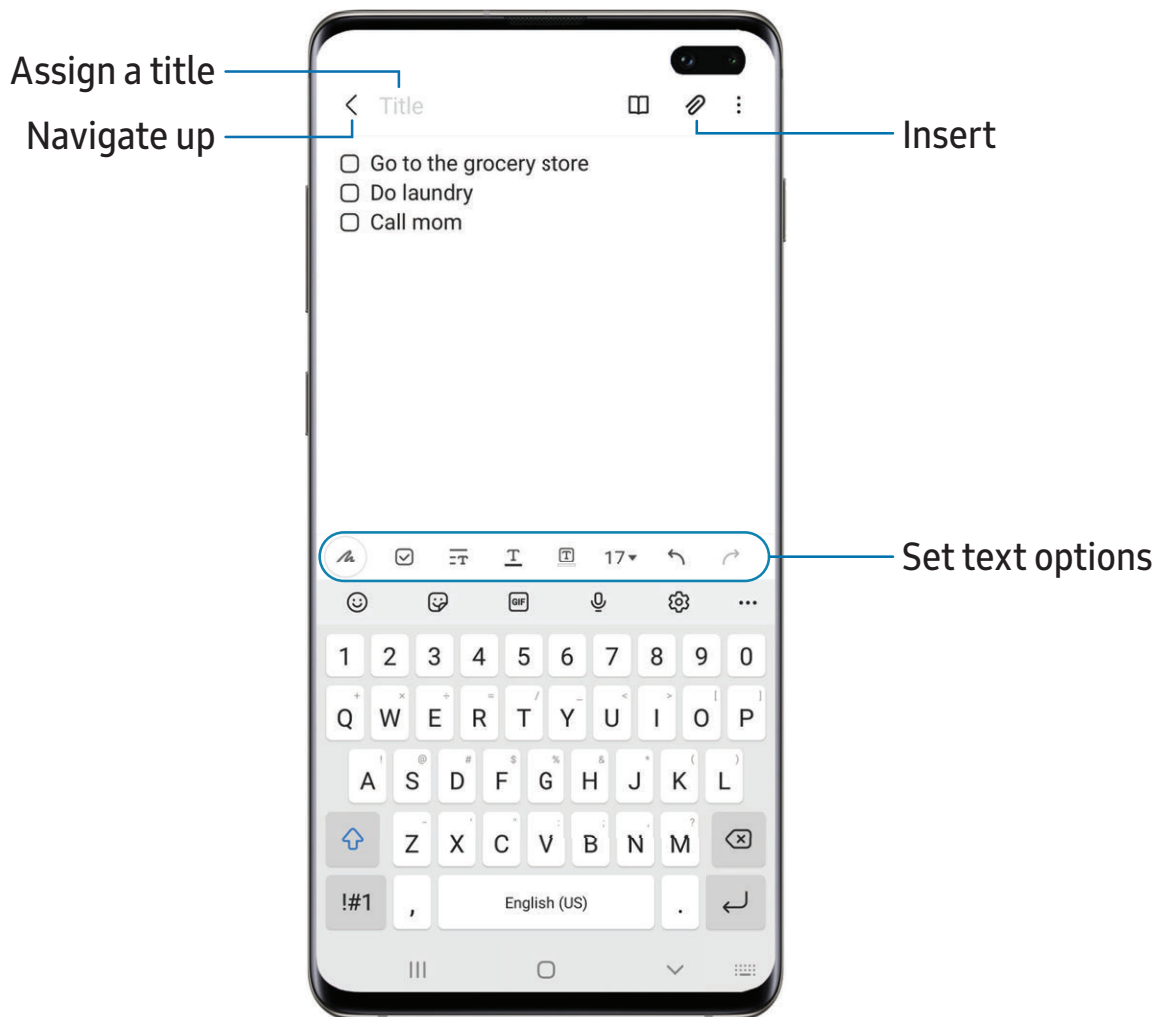 Assign a title
Title
Navigate up
Insert
Go to the grocery store
Do laundry
Call mom
T T T 17
Set text options
GIF
1 2 3 4 5 6 7 8 9 0
+ × ÷ = / _ < > [ ]
Q W E R T Y U I O P
! @ # $ % & * ( )
A S D F G H J K L
- ' " : ; , ?
Z X C V B N M
!#1 , English (US) .